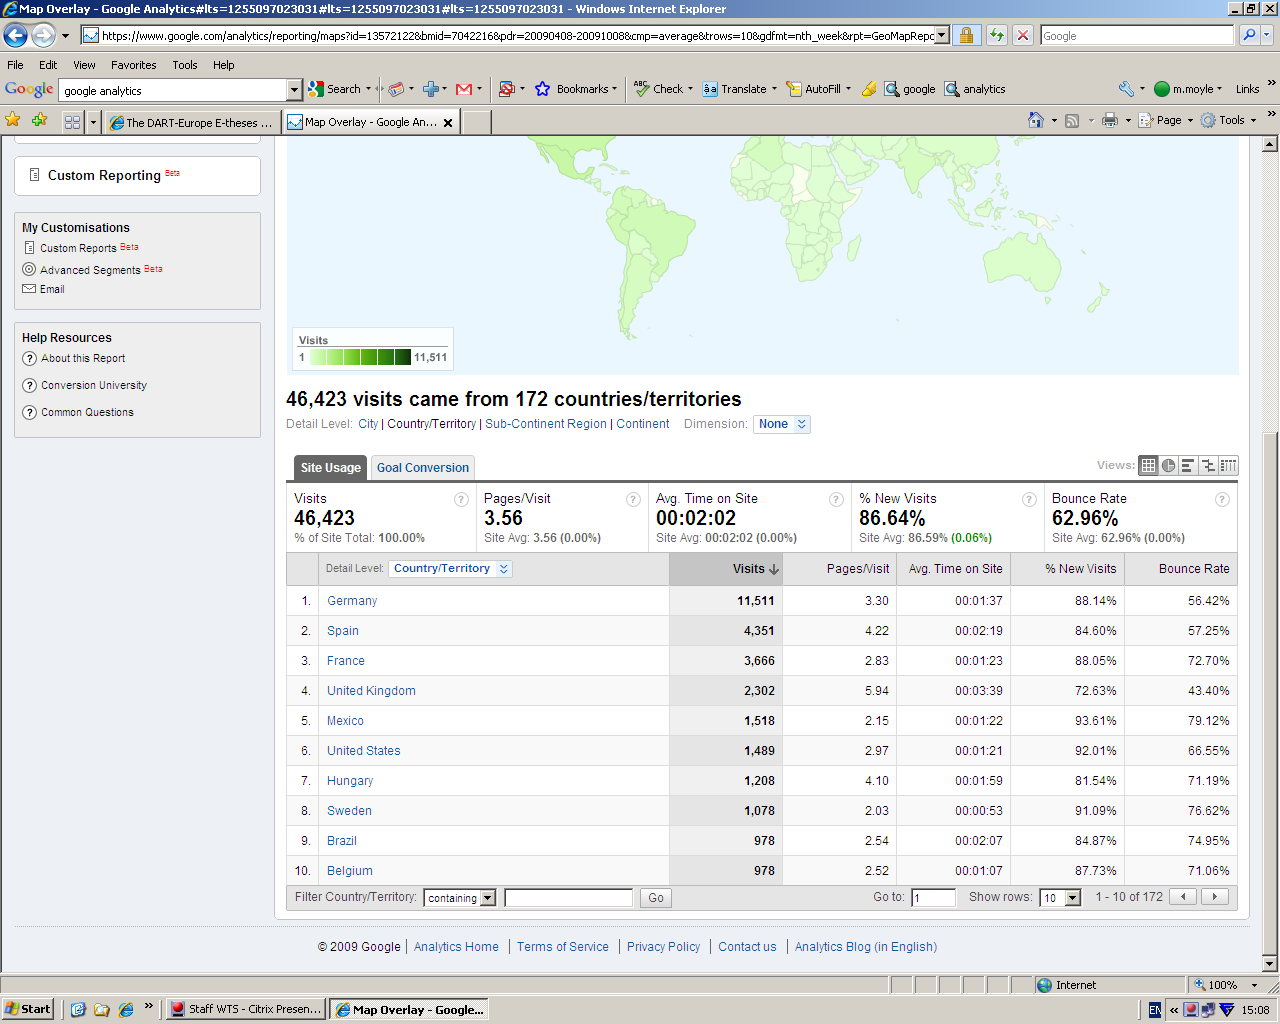 Map Overlay - Google Analytics#lts=1255097023031#lts=1255097023031#lts=1255097023031 - Windows Internet Explorer
https://www.google.com/analytics/reporting/maps?id=13572122&bmid=7042216&pdr=20090408-20091008&cmp=average&trows=10&gdfmt=nth_week&rpt=GeoMapRepo
Google
File Edit View Favorites Tools Help
Google google analytics Search Bookmarks Check Translate AutoFill google analytics m.moyle Links
The DART-Europe E-theses ... Map Overlay - Google An... Page Tools
Custom Reporting Beta
My Customisations
Custom Reports Beta
Advanced Segments Beta
Email
Help Resources
About this Report
Conversion University
Common Questions
Visits
1 11,511
46,423 visits came from 172 countries/territories
Detail Level: City | Country/Territory | Sub-Continent Region | Continent Dimension: None
Site Usage Goal Conversion Views:
Visits Pages/Visit Avg. Time on Site % New Visits Bounce Rate
46,423 3.56 00:02:02 86.64% 62.96%
% of Site Total: 100.00% Site Avg: 3.56 (0.00%) Site Avg: 00:02:02 (0.00%) Site Avg: 86.59% (0.06%) Site Avg: 62.96% (0.00%)
Detail Level: Country/Territory Visits Pages/Visit Avg. Time on Site % New Visits Bounce Rate
1. Germany 11,511 3.30 00:01:37 88.14% 56.42%
2. Spain 4,351 4.22 00:02:19 84.60% 57.25%
3. France 3,666 2.83 00:01:23 88.05% 72.70%
4. United Kingdom 2,302 5.94 00:03:39 72.63% 43.40%
5. Mexico 1,518 2.15 00:01:22 93.61% 79.12%
6. United States 1,489 2.97 00:01:21 92.01% 66.55%
7. Hungary 1,208 4.10 00:01:59 81.54% 71.19%
8. Sweden 1,078 2.03 00:00:53 91.09% 76.62%
9. Brazil 978 2.54 00:02:07 84.87% 74.95%
10. Belgium 978 2.52 00:01:07 87.73% 71.06%
Filter Country/Territory: containing Go Go to: 1 Show rows: 10 1 - 10 of 172
© 2009 Google | Analytics Home | Terms of Service | Privacy Policy | Contact us | Analytics Blog (in English)
Internet 100%
Start Staff WTS - Citrix Presen... Map Overlay - Google... EN 15:08